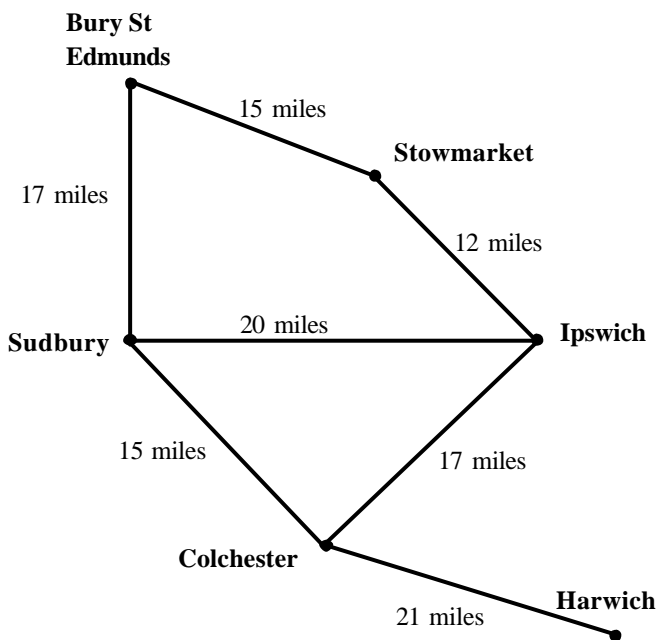 Bury St
Edmunds
15 miles
Stowmarket
17 miles
12 miles
20 miles
Ipswich
Sudbury
15 miles
17 miles
Colchester
Harwich
21 miles